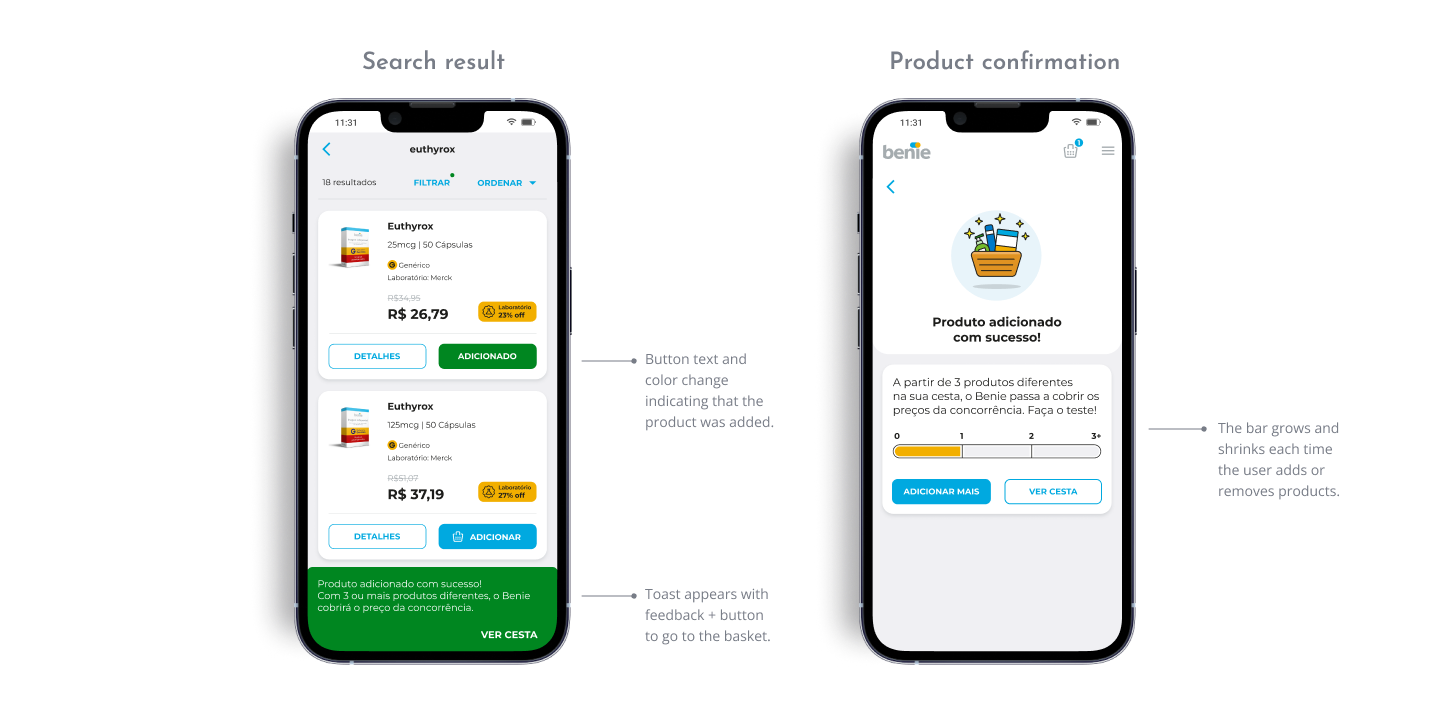 Search result
11:31
euthyrox
18 resultados
FILTRAR
ORDENAR
Euthyrox
25mcg | 50 Cápsulas
G Genérico
Laboratório: Merck
R$34,95
R$ 26,79
Laboratório
23% off
DETALHES
ADICIONADO
Euthyrox
125mcg | 50 Cápsulas
G Genérico
Laboratório: Merck
R$51,07
R$ 37,19
Laboratório
27% off
DETALHES
ADICIONAR
Produto adicionado com sucesso!
Com 3 ou mais produtos diferentes, o Benie
cobrirá o preço da concorrência.
VER CESTA
Button text and
color change
indicating that the
product was added.
Toast appears with
feedback + button
to go to the basket.
Product confirmation
11:31
benie
1
Produto adicionado
com sucesso!
A partir de 3 produtos diferentes
na sua cesta, o Benie passa a cobrir os
preços da concorrência. Faça o teste!
0 1 2 3+
ADICIONAR MAIS
VER CESTA
The bar grows and
shrinks each time
the user adds or
removes products.